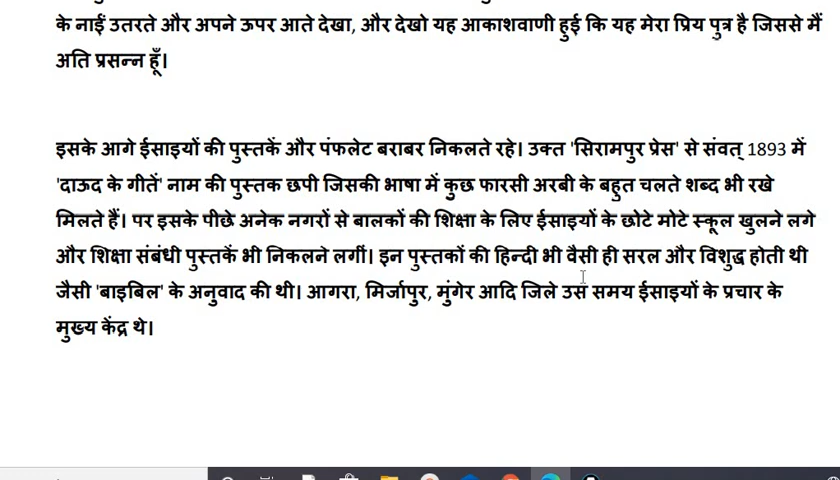 के नाईं उतरते और अपने ऊपर आते देखा, और देखो यह आकाशवाणी हुई कि यह मेरा प्रिय पुत्र है जिससे मैं
अति प्रसन्न हूँ।
इसके आगे ईसाइयों की पुस्तकें और पंफलेट बराबर निकलते रहे। उक्त 'सिरामपुर प्रेस' से संवत् 1893 में
'दाऊद के गीतें' नाम की पुस्तक छपी जिसकी भाषा में कुछ फारसी अरबी के बहुत चलते शब्द भी रखे
मिलते हैं। पर इसके पीछे अनेक नगरों से बालकों की शिक्षा के लिए ईसाइयों के छोटे मोटे स्कूल खुलने लगे
और शिक्षा संबंधी पुस्तकें भी निकलने लगीं। इन पुस्तकों की हिन्दी भी वैसी ही सरल और विशुद्ध होती थी
जैसी 'बाइबिल' के अनुवाद की थी। आगरा, मिर्जापुर, मुंगेर आदि जिले उस समय ईसाइयों के प्रचार के
मुख्य केंद्र थे।